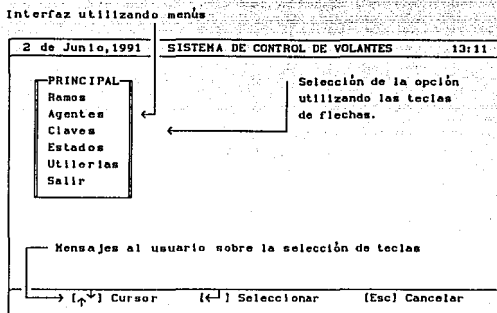 Interfaz utilizando menús
2 de Junio,1991 SISTEMA DE CONTROL DE VOLANTES 13:11
PRINCIPAL
Ramos
Agentes
Claves
Estados
Utilerias
Salir
Selección de la opción
utilizando las teclas
de flechas.
Mensajes al usuario sobre la selección de teclas
[↑↓] Cursor [↵] Seleccionar [Esc] Cancelar